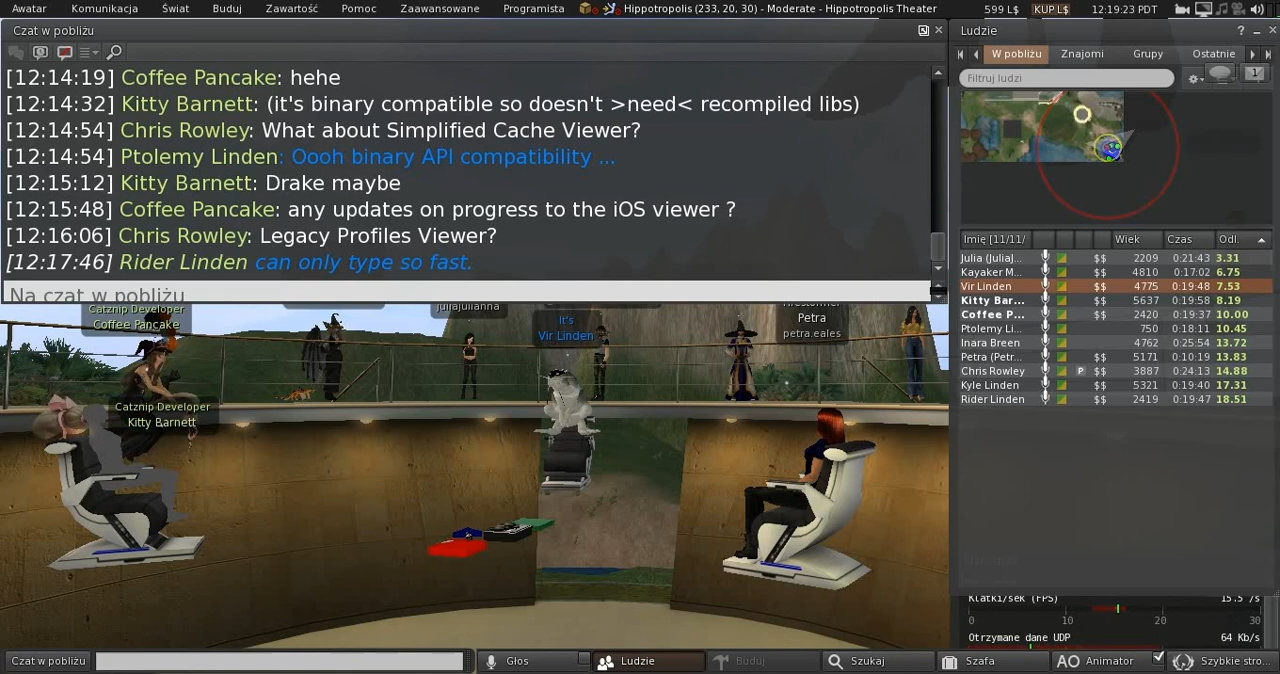 Awatar Komunikacja Świat Buduj Zawartość Pomoc Zaawansowane Programista Hippotropolis (233, 20, 30) - Moderate - Hippotropolis Theater 599 L$ KUP L$ 12:19:23 PDT
Czat w pobliżu
[12:14:19] Coffee Pancake: hehe
[12:14:32] Kitty Barnett: (it's binary compatible so doesn't >need< recompiled libs)
[12:14:54] Chris Rowley: What about Simplified Cache Viewer?
[12:14:54] Ptolemy Linden: Oooh binary API compatibility ...
[12:15:12] Kitty Barnett: Drake maybe
[12:15:48] Coffee Pancake: any updates on progress to the iOS viewer ?
[12:16:06] Chris Rowley: Legacy Profiles Viewer?
[12:17:46] Rider Linden can only type so fast.
Na czat w pobliżu
Ludzie
? _ ×
W pobliżu Znajomi Grupy Ostatnie
Filtruj ludzi
1
Imię [11/11/ Wiek Czas Odl.
Julia (JuliaJ... $$ 2209 0:21:43 3.31
Kayaker M... $$ 4810 0:17:02 6.75
Vir Linden $$ 4775 0:19:48 7.53
Kitty Bar... $$ 5637 0:19:58 8.19
Coffee P... $$ 2420 0:19:37 10.00
Ptolemy Li... 750 0:18:11 10.45
Inara Breen 4762 0:25:54 13.72
Petra (Petr... $$ 5171 0:10:19 13.83
Chris Rowley P $$ 3887 0:24:13 14.88
Kyle Linden $$ 5321 0:19:40 17.31
Rider Linden $$ 2419 0:19:47 18.51
Catznip Developer
Coffee Pancake
juliajulianna
It's
Vir Linden
Firestormer
Petra
petra.eales
Catznip Developer
Kitty Barnett
Klatki/sek (FPS) 15.5 /s
0 10 20 30
Otrzymane dane UDP 64 Kb/s
Czat w pobliżu Głos Ludzie Buduj Szukaj Szafa AO Animator Szybkie stro...